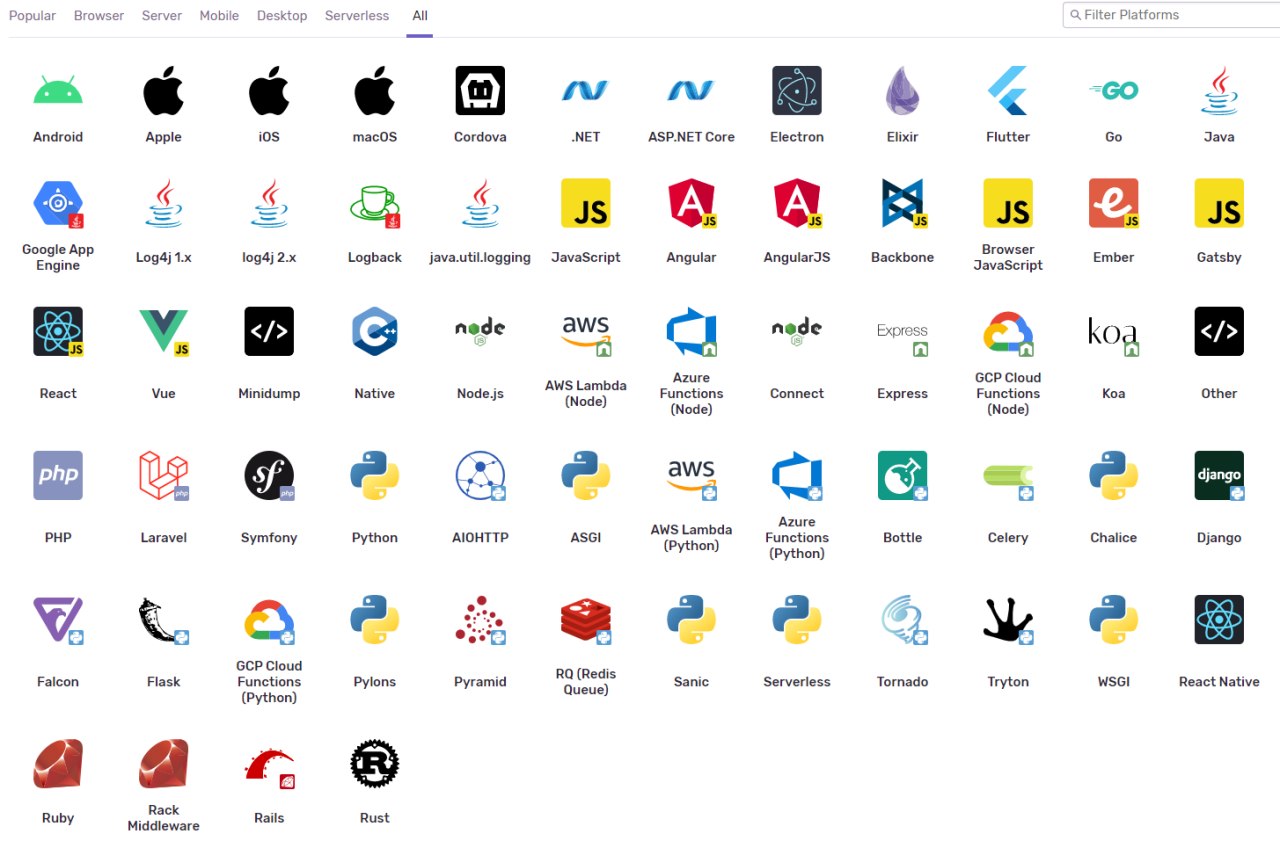 Popular Browser Server Mobile Desktop Serverless All
Filter Platforms
Android Apple iOS macOS Cordova .NET ASP.NET Core Electron Elixir Flutter Go Java
GO
JS JS JS JS JS JS JS
Google App Engine Log4j 1.x log4j 2.x Logback java.util.logging JavaScript Angular AngularJS Backbone Browser JavaScript Ember Gatsby
JS JS </> C++ node JS aws node JS Express koa </>
React Vue Minidump Native Node.js AWS Lambda (Node) Azure Functions (Node) Connect Express GCP Cloud Functions (Node) Koa Other
php php sf php aws django
PHP Laravel Symfony Python AIOHTTP ASGI AWS Lambda (Python) Azure Functions (Python) Bottle Celery Chalice Django
Falcon Flask GCP Cloud Functions (Python) Pylons Pyramid RQ (Redis Queue) Sanic Serverless Tornado Tryton WSGI React Native
R
Ruby Rack Middleware Rails Rust